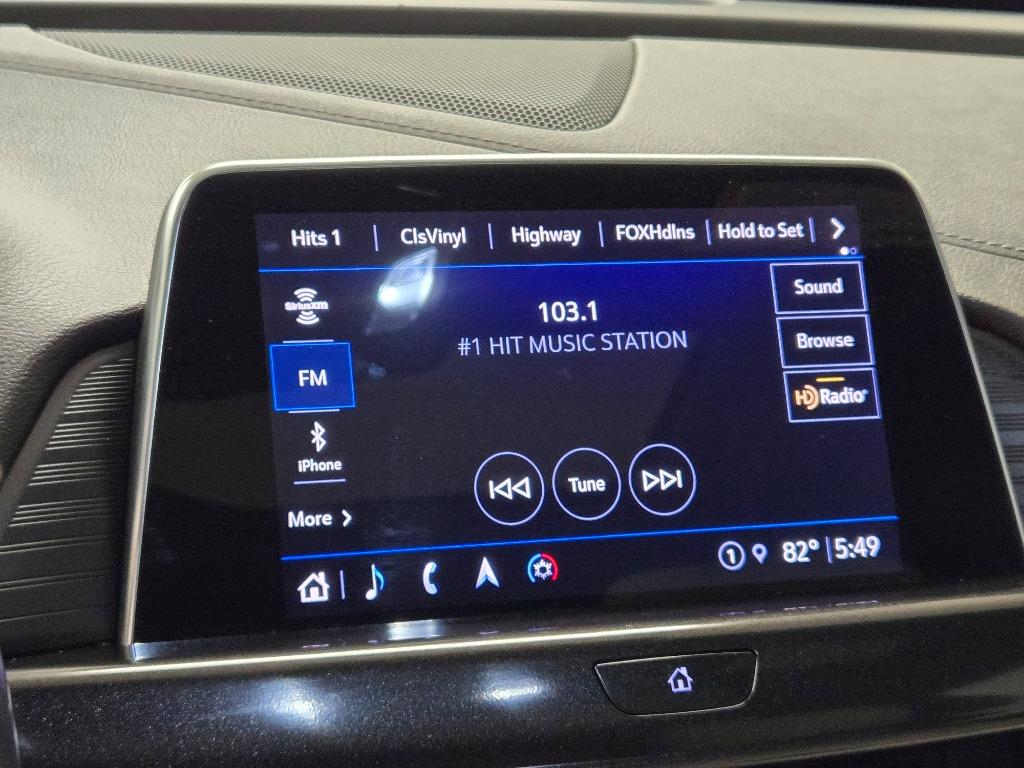 Hits 1 | ClsVinyl | Highway | FOXHdlns | Hold to Set |
SiriusXM
103.1
Sound
#1 HIT MUSIC STATION
Browse
FM
HD Radio
iPhone
Tune
More
1 82° | 5:49